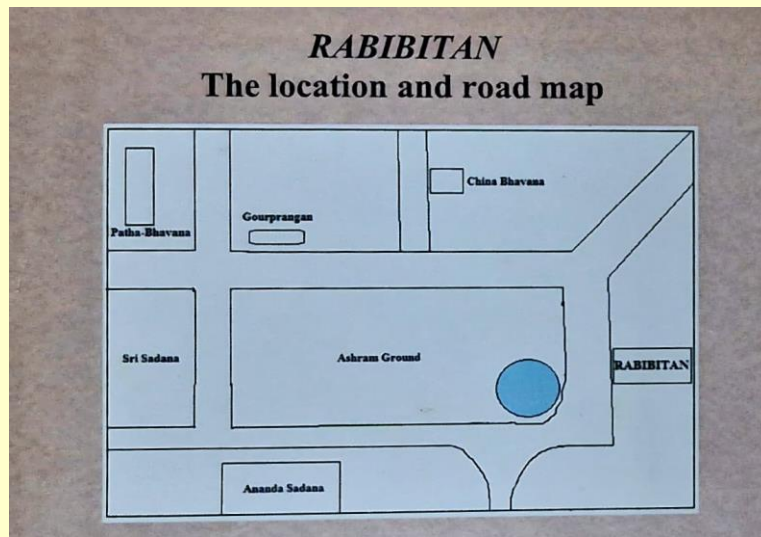 RABIBITAN
The location and road map
China Bhavana
Gourprangan
Patha-Bhavana
Sri Sadana
Ashram Ground
RABIBITAN
Ananda Sadana